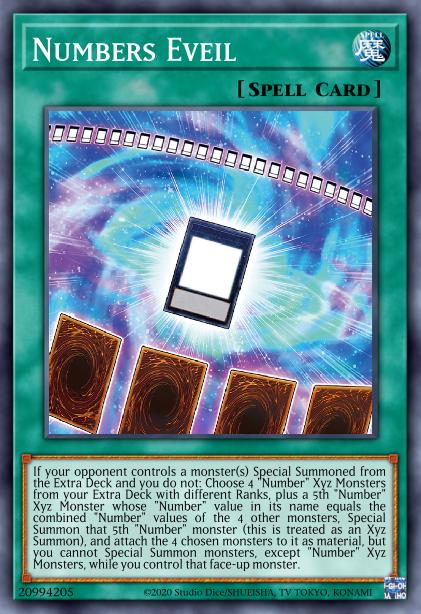 NUMBERS EVEIL
SPELL
魔
[SPELL CARD]
If your opponent controls a monster(s) Special Summoned from
the Extra Deck and you do not: Choose 4 "Number" Xyz Monsters
from your Extra Deck with different Ranks, plus a 5th "Number"
Xyz Monster whose "Number" value in its name equals the
combined "Number" values of the 4 other monsters, Special
Summon that 5th "Number" monster (this is treated as an Xyz
Summon), and attach the 4 chosen monsters to it as material, but
you cannot Special Summon monsters, except "Number" Xyz
Monsters, while you control that face-up monster.
20994205
©2020 Studio Dice/SHUEISHA, TV TOKYO, KONAMI